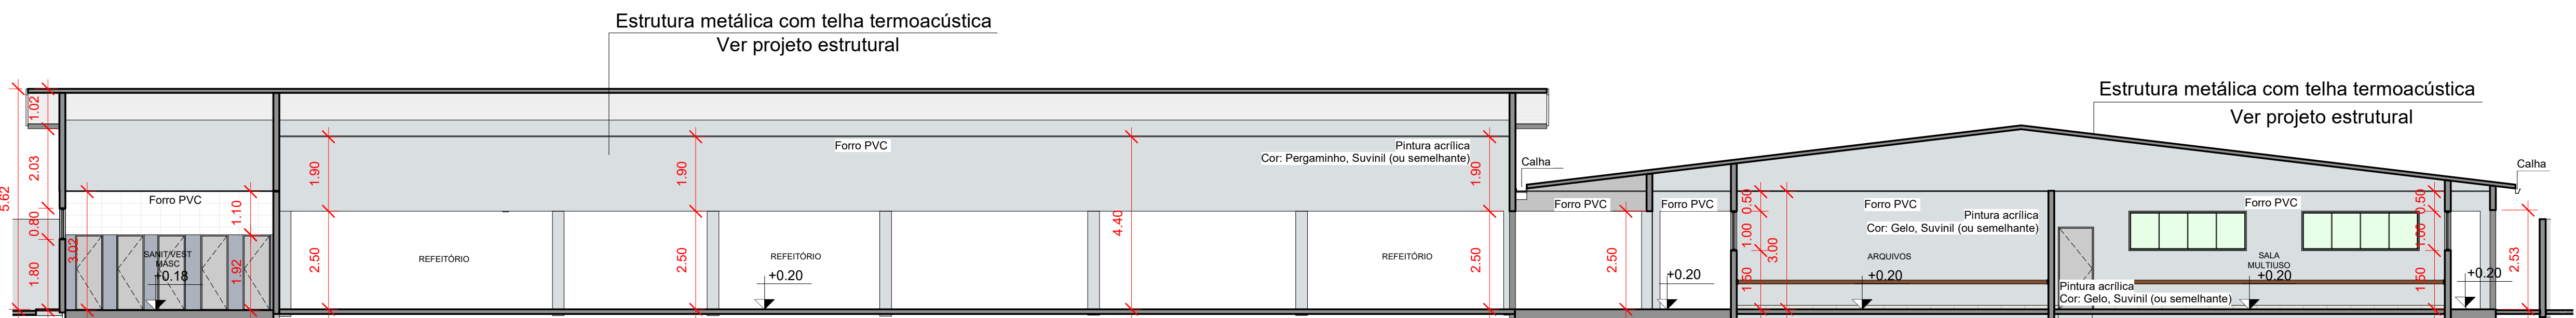 Estrutura metálica com telha termoacústica
Ver projeto estrutural
Estrutura metálica com telha termoacústica
Ver projeto estrutural
5.62
1.02
2.03
0.80
1.80
3.02
Forro PVC
1.10
1.92
SANIT/VEST
MASC
+0.18
1.90
2.50
REFEITÓRIO
1.90
2.50
REFEITÓRIO
+0.20
Forro PVC
4.40
Pintura acrílica
Cor: Pergaminho, Suvinil (ou semelhante)
1.90
2.50
REFEITÓRIO
Calha
Forro PVC
2.50
Forro PVC
+0.20
0.50
1.00
1.50
3.00
Forro PVC
Pintura acrílica
Cor: Gelo, Suvinil (ou semelhante)
ARQUIVOS
+0.20
Forro PVC
SALA
MULTIUSO
+0.20
Pintura acrílica
Cor: Gelo, Suvinil (ou semelhante)
0.50
1.00
1.50
+0.20
2.53
Calha